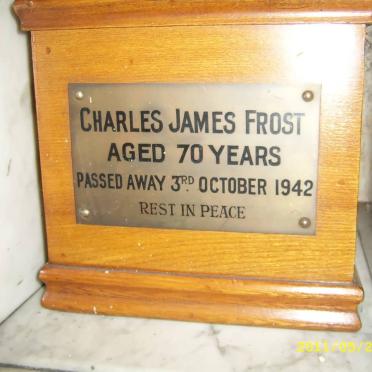 CHARLES JAMES FROST
AGED 70 YEARS
PASSED AWAY 3RD. OCTOBER 1942
REST IN PEACE